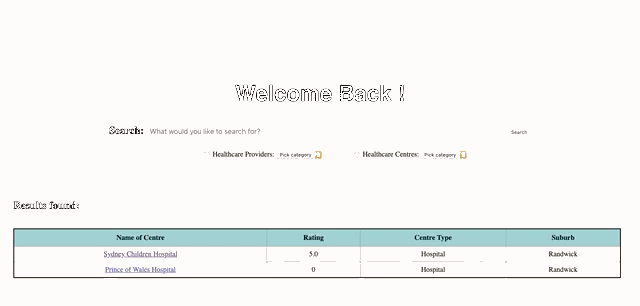 Welcome Back !
Search: What would you like to search for? Search
Healthcare Providers: Pick category Healthcare Centres: Pick category
Results found:
Name of Centre Rating Centre Type Suburb
Sydney Children Hospital 5.0 Hospital Randwick
Prince of Wales Hospital 0 Hospital Randwick